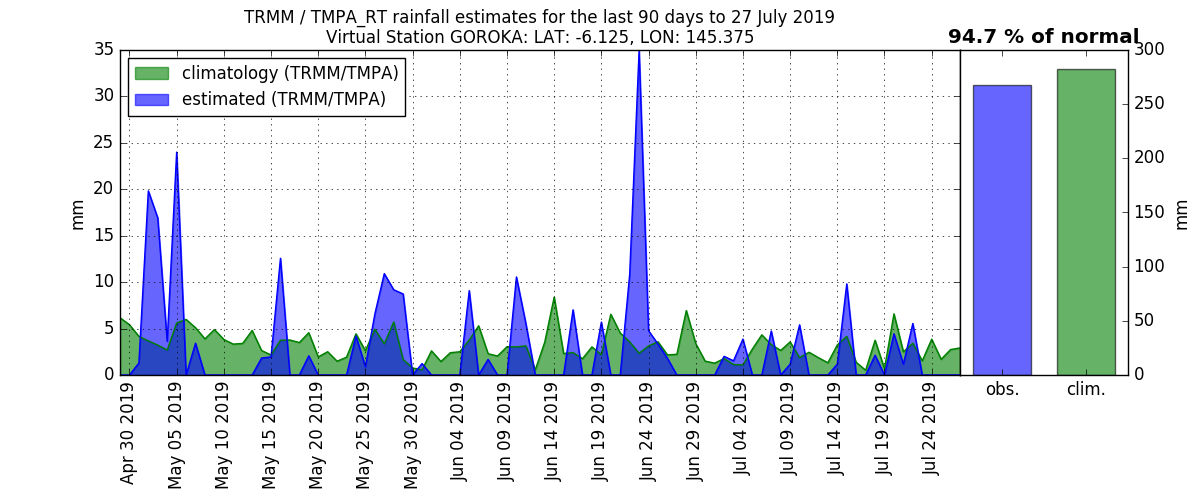 TRMM / TMPA_RT rainfall estimates for the last 90 days to 27 July 2019
Virtual Station GOROKA: LAT: -6.125, LON: 145.375
94.7 % of normal
climatology (TRMM/TMPA)
estimated (TRMM/TMPA)
mm
35
30
25
20
15
10
5
0
Apr 30 2019
May 05 2019
May 10 2019
May 15 2019
May 20 2019
May 25 2019
May 30 2019
Jun 04 2019
Jun 09 2019
Jun 14 2019
Jun 19 2019
Jun 24 2019
Jun 29 2019
Jul 04 2019
Jul 09 2019
Jul 14 2019
Jul 19 2019
Jul 24 2019
obs.
clim.
300
250
200
150
100
50
0
mm